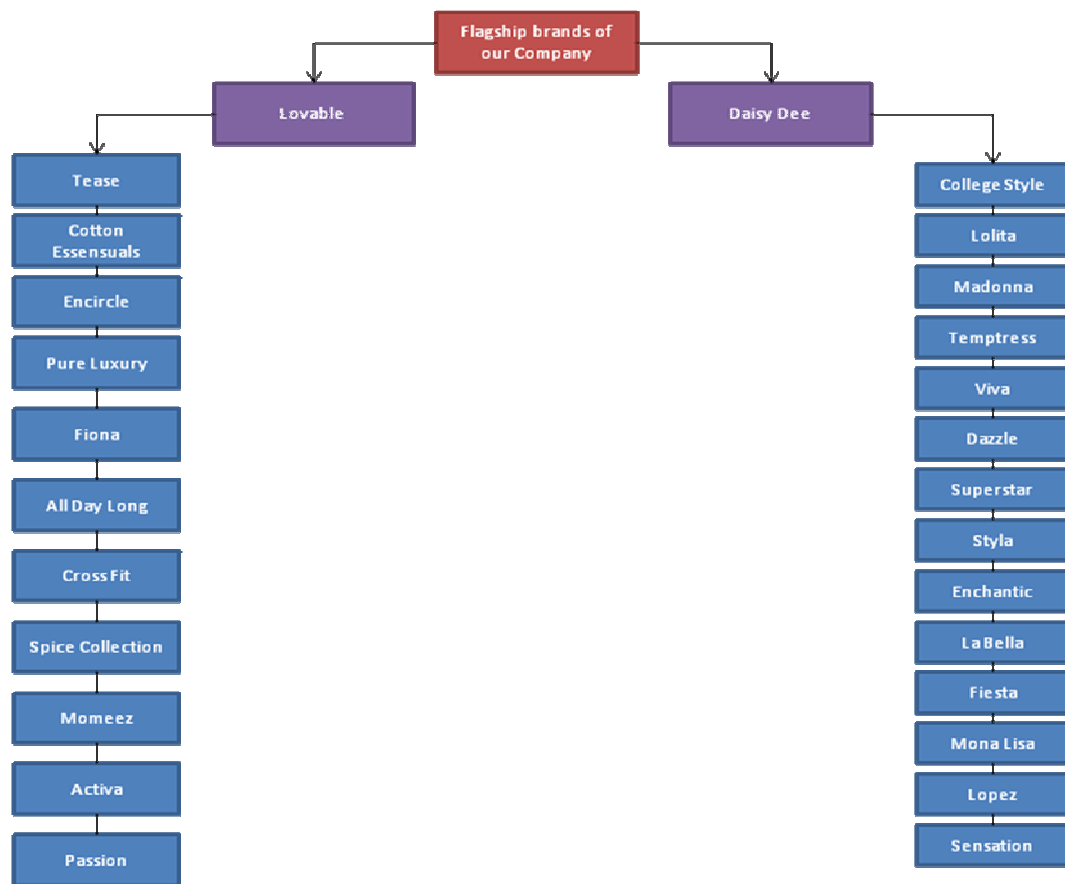 Flagship brands of
our Company
Lovable
Daisy Dee
Tease
Cotton
Essensuals
Encircle
Pure Luxury
Fiona
All Day Long
Cross Fit
Spice Collection
Momeez
Activa
Passion
College Style
Lolita
Madonna
Temptress
Viva
Dazzle
Superstar
Styla
Enchantic
La Bella
Fiesta
Mona Lisa
Lopez
Sensation